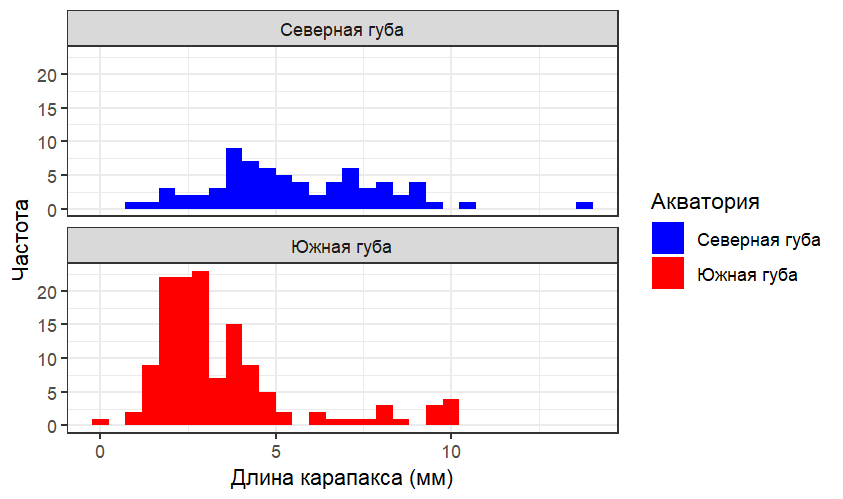 Северная губа
20
15
10
5
0
Южная губа
20
15
10
5
0
0 5 10
Длина карапакса (мм)
Частота
Акватория
Северная губа
Южная губа